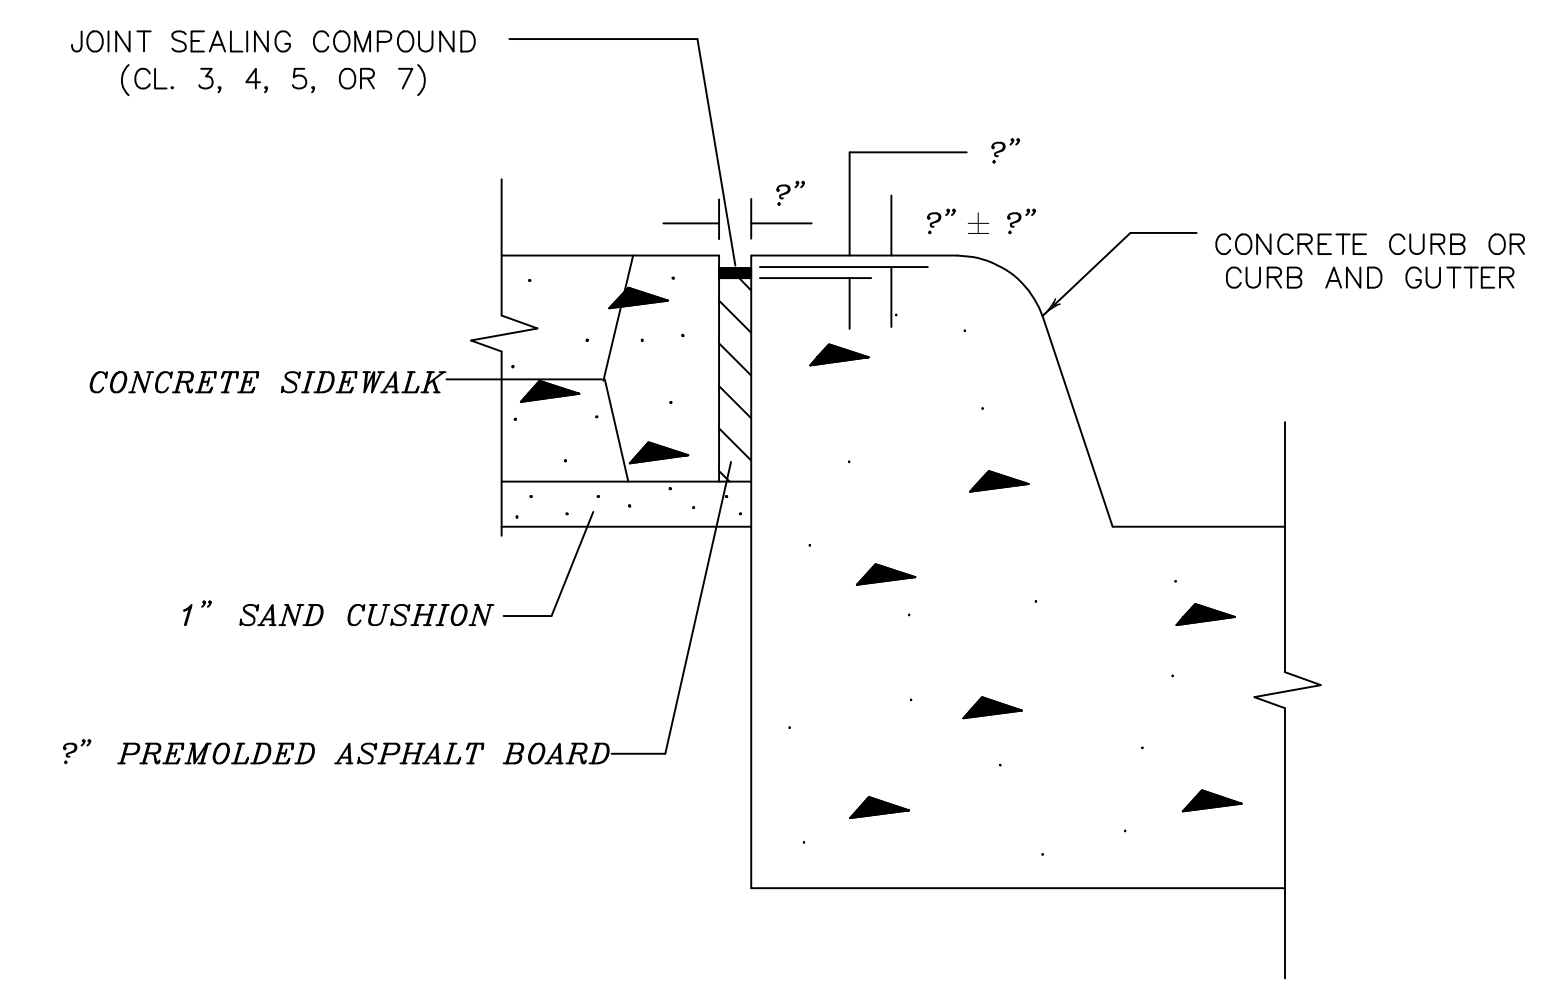 JOINT SEALING COMPOUND
(CL. 3, 4, 5, OR 7)
?"
?"
?" ± ?"
CONCRETE CURB OR
CURB AND GUTTER
CONCRETE SIDEWALK
1" SAND CUSHION
?" PREMOLDED ASPHALT BOARD